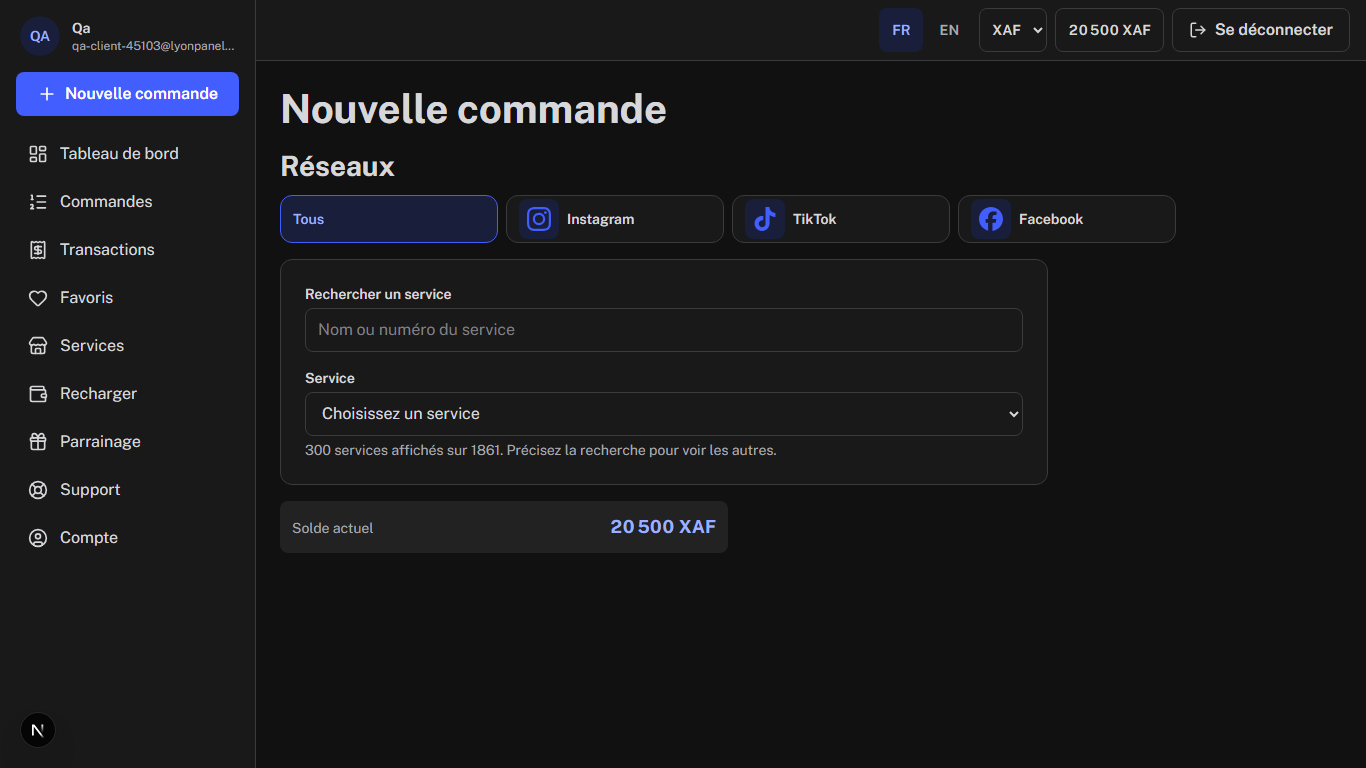 QA
Qa
qa-client-45103@lyonpanel...
Nouvelle commande
Tableau de bord
Commandes
Transactions
Favoris
Services
Recharger
Parrainage
Support
Compte
N
FR
EN
XAF
20 500 XAF
Se déconnecter
Nouvelle commande
Réseaux
Tous
Instagram
TikTok
Facebook
Rechercher un service
Nom ou numéro du service
Service
Choisissez un service
300 services affichés sur 1861. Précisez la recherche pour voir les autres.
Solde actuel
20 500 XAF